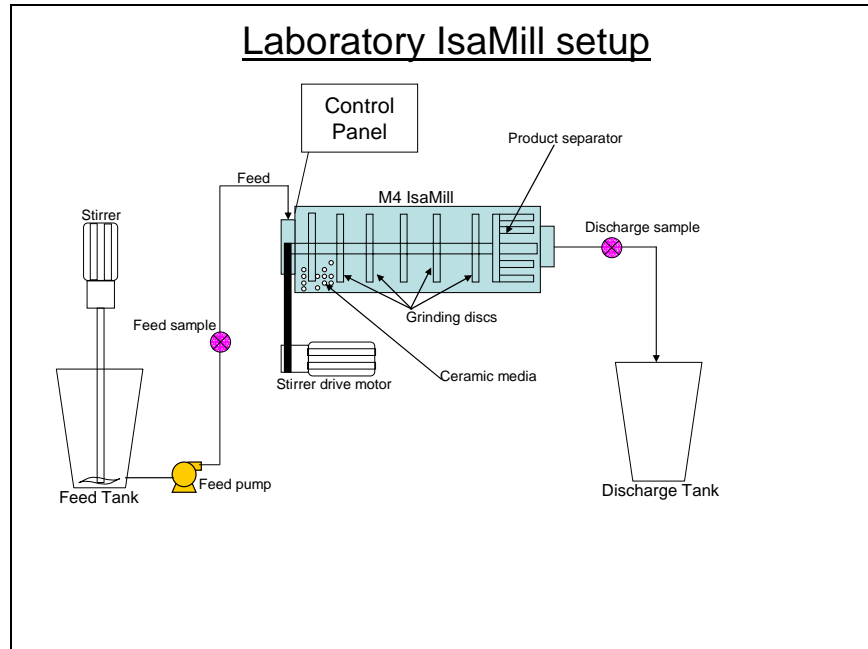 Laboratory IsaMill setup
Control
Panel
Product separator
Feed
M4 IsaMill
Stirrer
Discharge sample
Feed sample
Grinding discs
Ceramic media
Stirrer drive motor
Feed pump
Feed Tank
Discharge Tank